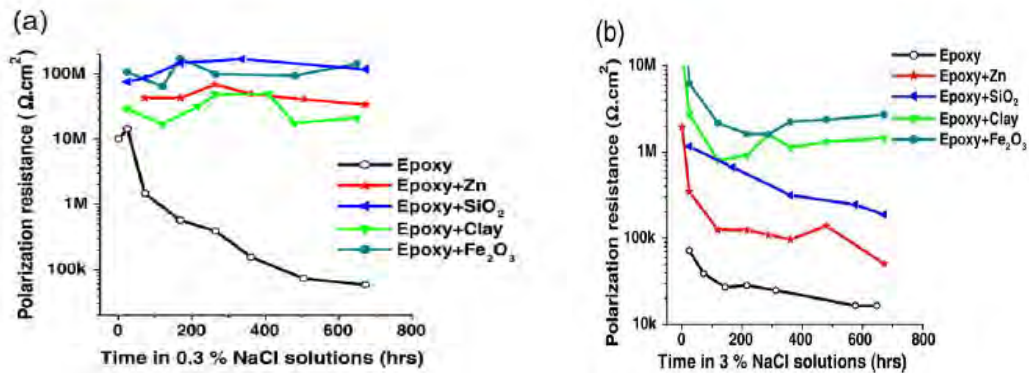 (a)
Polarization resistance (Ω.cm²)
100M
10M
1M
100k
Epoxy
Epoxy+Zn
Epoxy+SiO₂
Epoxy+Clay
Epoxy+Fe₂O₃
0 200 400 600 800
Time in 0.3 % NaCl solutions (hrs)
(b)
Polarization resistance (Ω.cm²)
10M
1M
100k
10k
Epoxy
Epoxy+Zn
Epoxy+SiO₂
Epoxy+Clay
Epoxy+Fe₂O₃
0 200 400 600 800
Time in 3 % NaCl solutions (hrs)